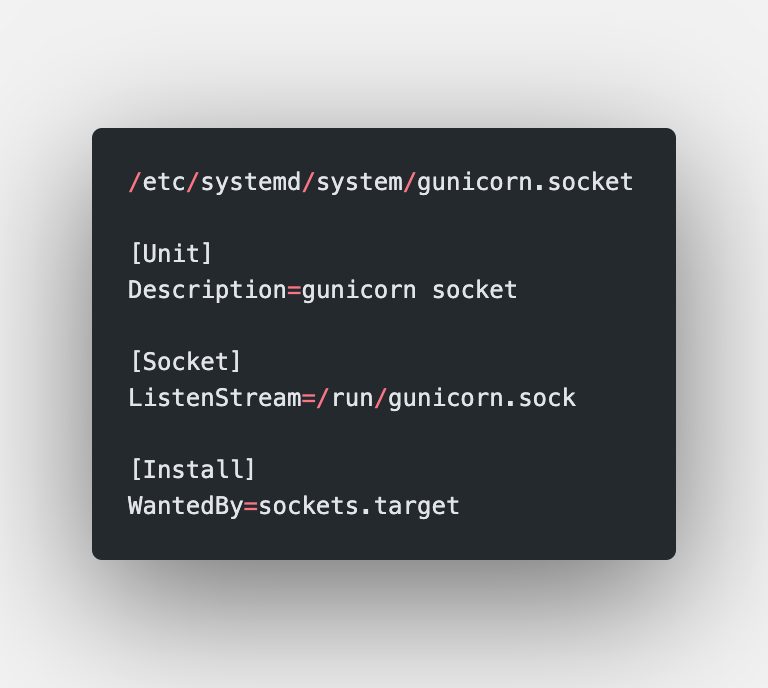 /etc/systemd/system/gunicorn.socket
[Unit]
Description=gunicorn socket
[Socket]
ListenStream=/run/gunicorn.sock
[Install]
WantedBy=sockets.target